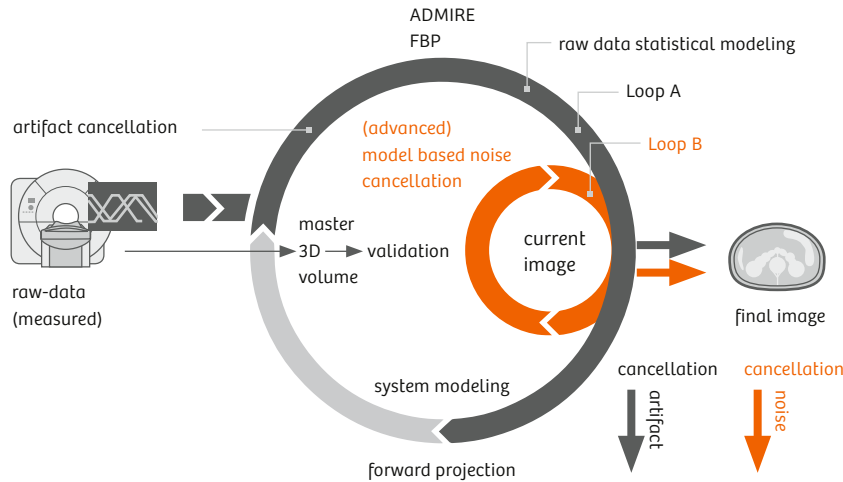 ADMIRE
FBP
raw data statistical modeling
Loop A
artifact cancellation
(advanced)
model based noise
cancellation
Loop B
master
3D
volume
validation
current
image
raw-data
(measured)
final image
system modeling
forward projection
cancellation
artifact
cancellation
noise